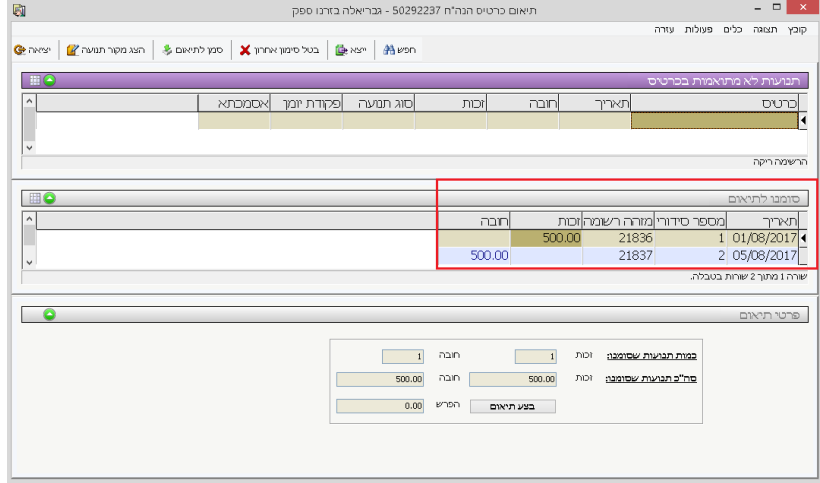 תיאום כרטיס הנה"ח 50292237 - גבריאלה בזרנו ספק
קובץ תצוגה כלים פעולות עזרה
חפש ייצא בטל סימון אחרון סמן לתיאום הצג מקור תנועה יציאה
תנועות לא מתואמות בכרטיס
כרטיס תאריך חובה זכות סוג תנועה פקודת יומן אסמכתא
הרשימה ריקה
סומנו לתיאום
תאריך מספר סידורי מזהה רשומה זכות חובה
01/08/2017 1 21836 500.00
05/08/2017 2 21837 500.00
שורה 1 מתוך 2 שורות בטבלה.
פרטי תיאום
כמות תנועות שסומנו: זכות 1 חובה 1
סה"כ תנועות שסומנו: זכות 500.00 חובה 500.00
בצע תיאום הפרש 0.00